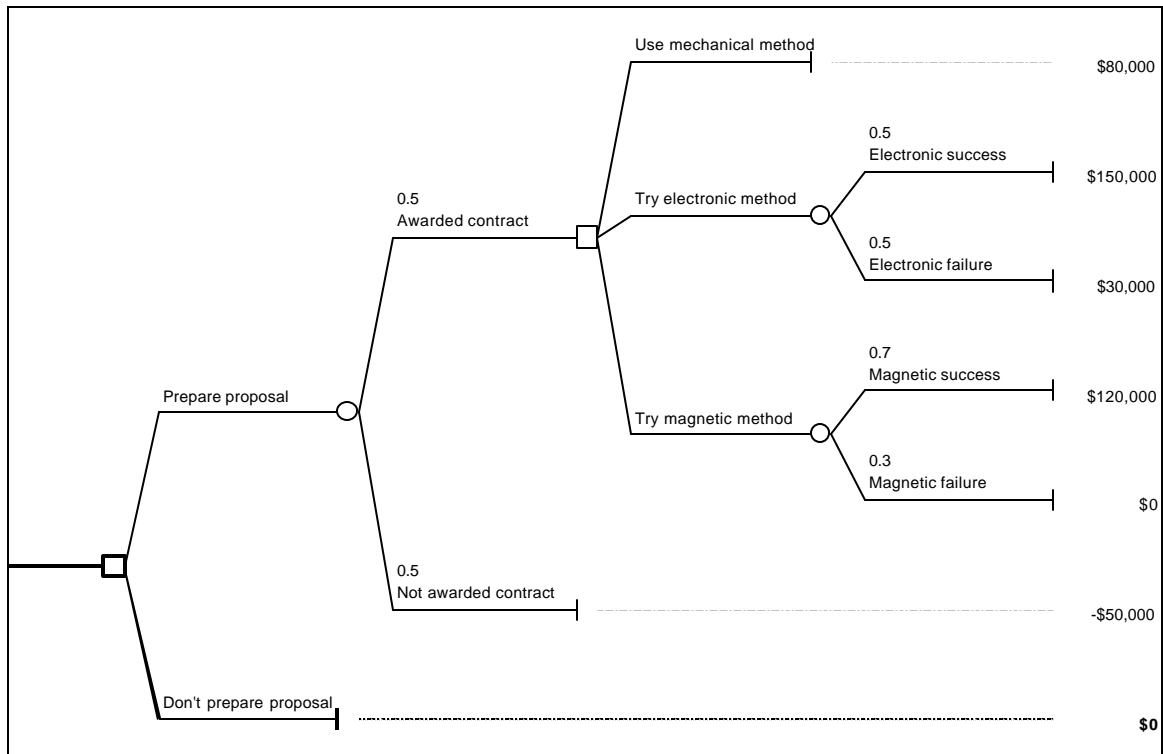 Use mechanical method
$80,000
0.5
Electronic success
$150,000
0.5
Awarded contract
Try electronic method
0.5
Electronic failure
$30,000
0.7
Magnetic success
$120,000
Prepare proposal
Try magnetic method
0.3
Magnetic failure
$0
0.5
Not awarded contract
-$50,000
Don't prepare proposal
$0